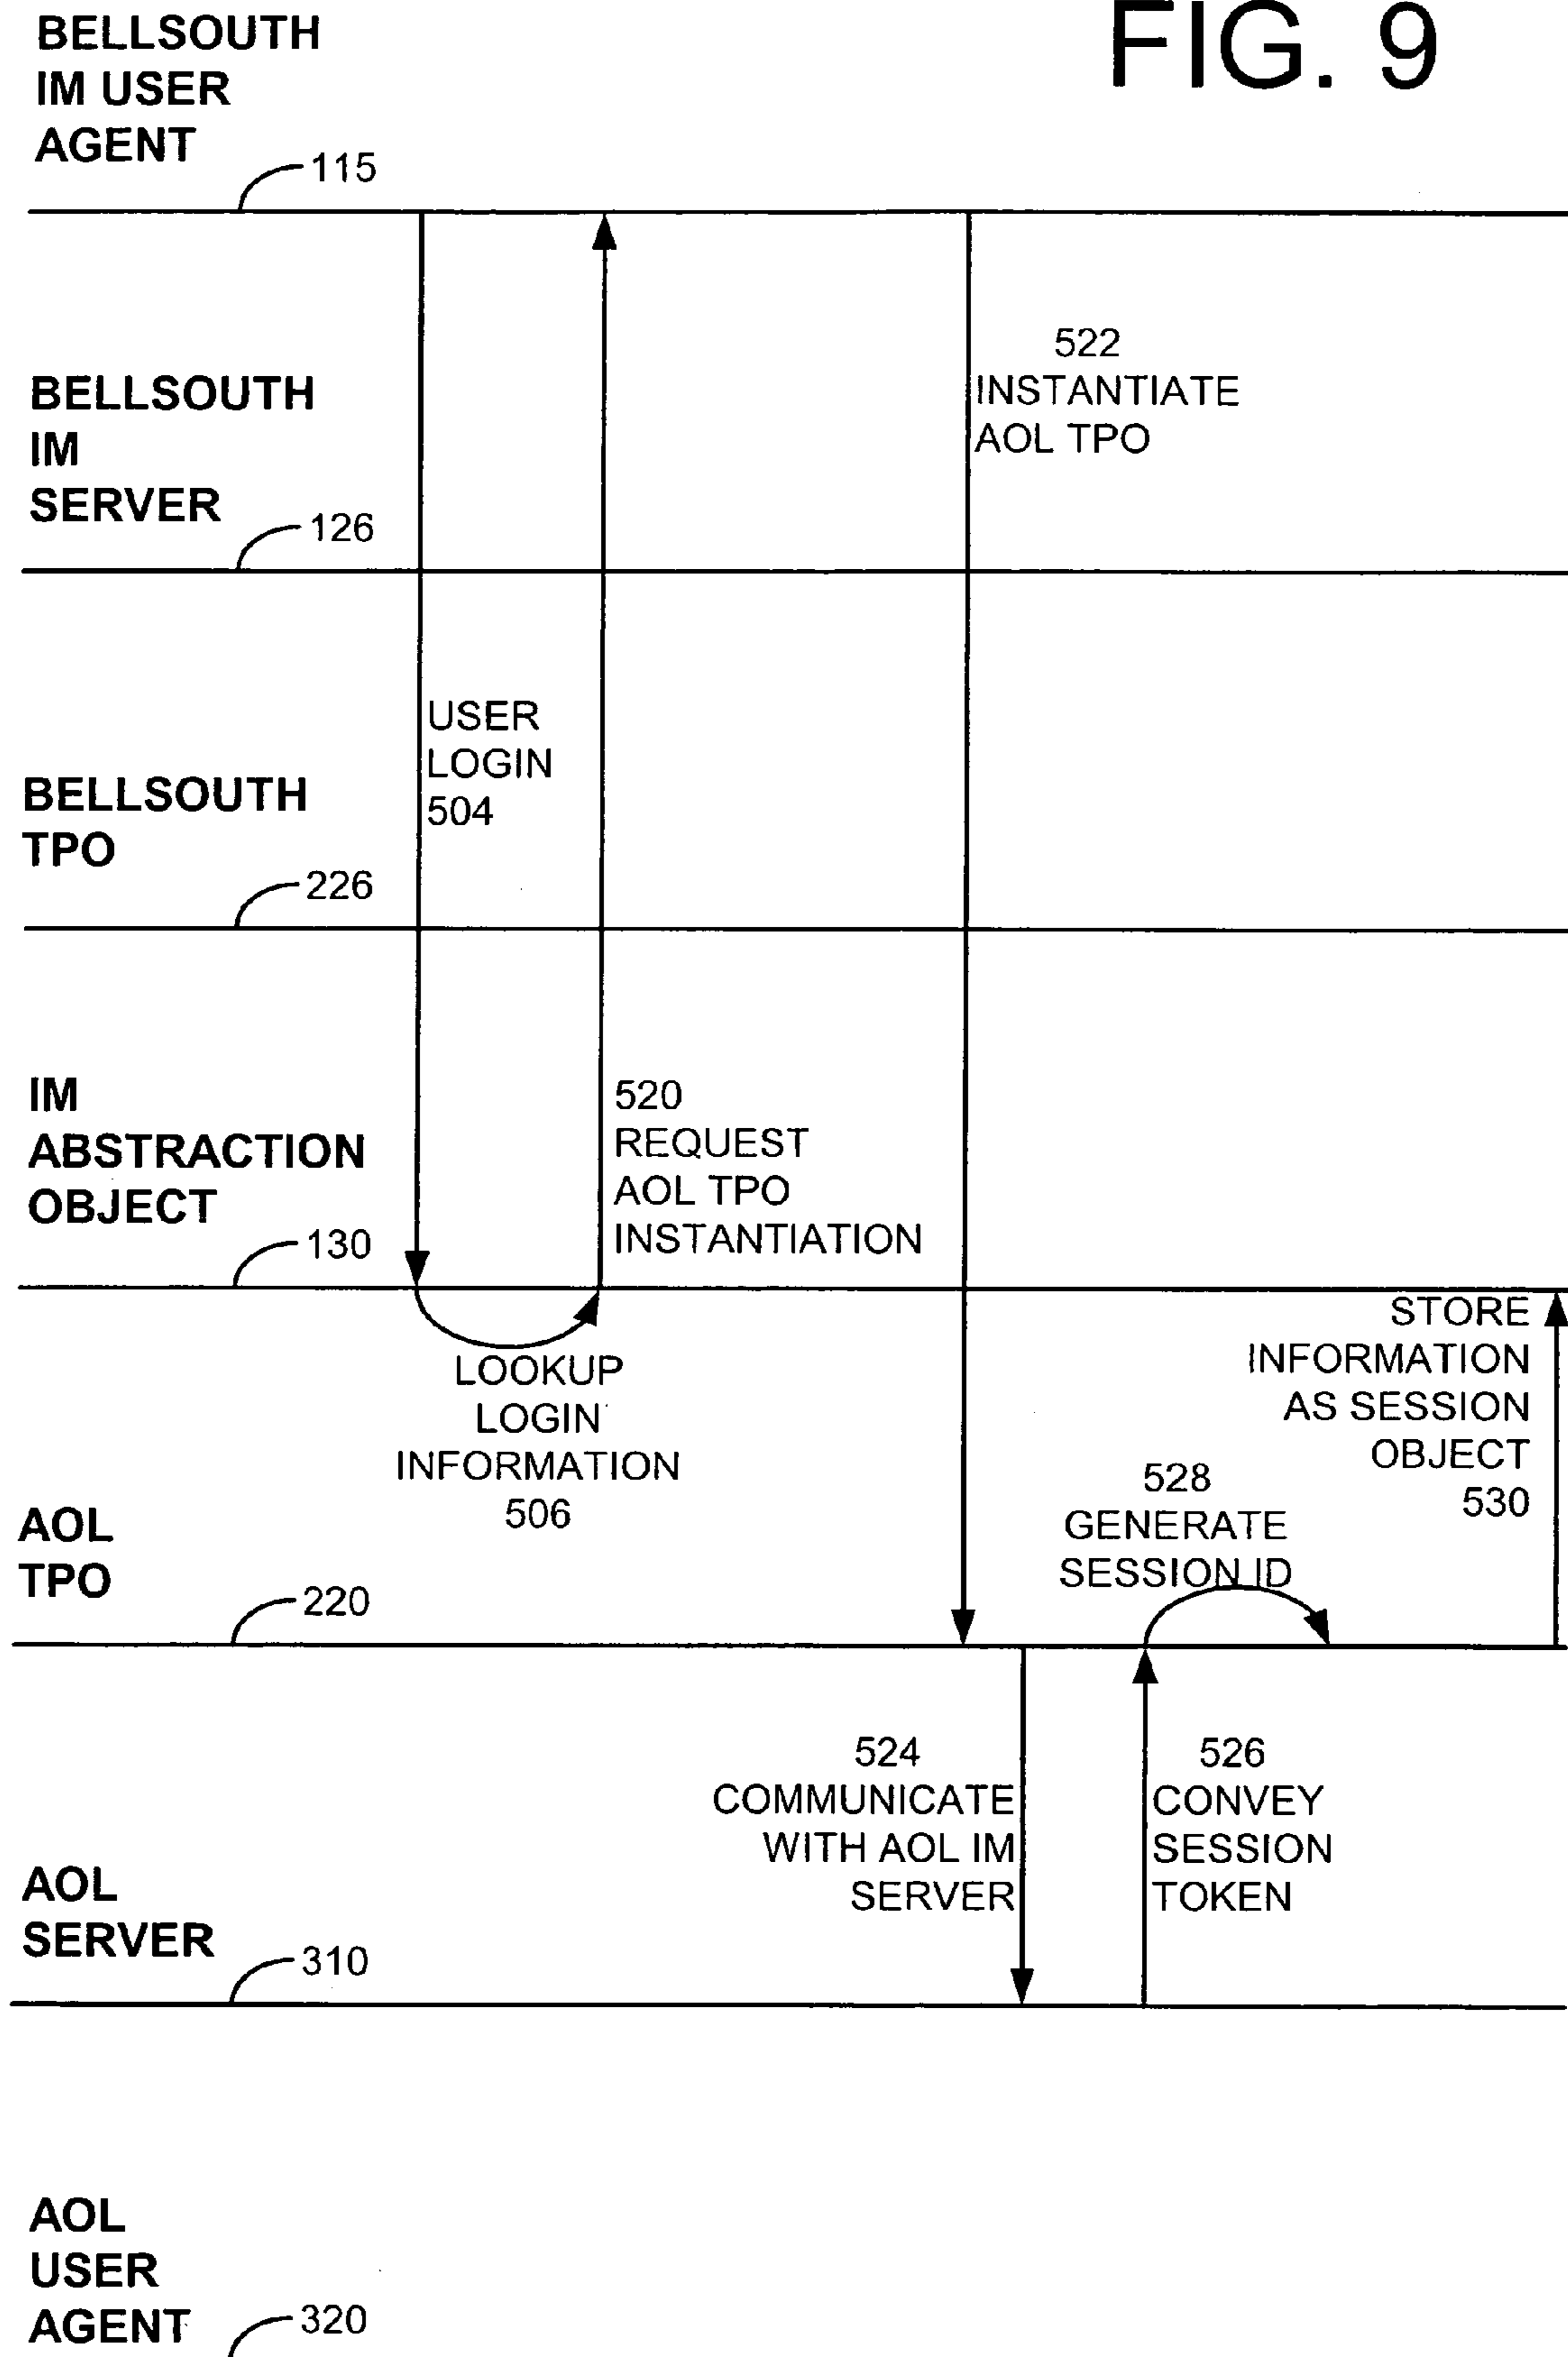 FIG. 9
BELLSOUTH
IM USER
AGENT
115
522
INSTANTIATE
AOL TPO
BELLSOUTH
IM
SERVER
126
USER
LOGIN
504
BELLSOUTH
TPO
226
IM
ABSTRACTION
OBJECT
130
520
REQUEST
AOL TPO
INSTANTIATION
LOOKUP
LOGIN
INFORMATION
506
STORE
INFORMATION
AS SESSION
OBJECT
530
528
GENERATE
SESSION ID
AOL
TPO
220
524
COMMUNICATE
WITH AOL IM
SERVER
526
CONVEY
SESSION
TOKEN
AOL
SERVER
310
AOL
USER
AGENT
320